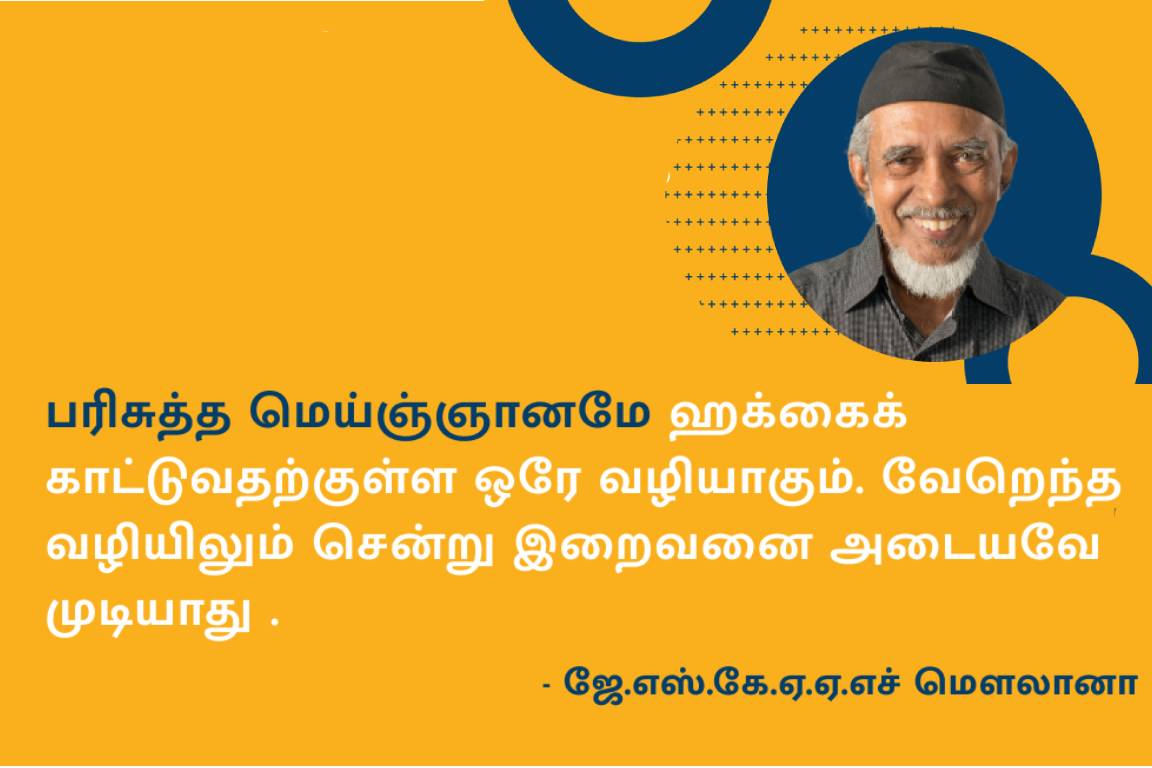 பரிசுத்த மெய்ஞ்ஞானமே ஹக்கைக்
காட்டுவதற்குள்ள ஒரே வழியாகும். வேறெந்த
வழியிலும் சென்று இறைவனை அடையவே
முடியாது .
- ஜே.எஸ்.கே.ஏ.ஏ.எச் மௌலானா